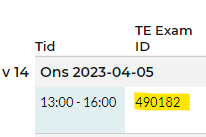 TE Exam
Tid ID
v 14 Ons 2023-04-05
13:00 - 16:00 490182